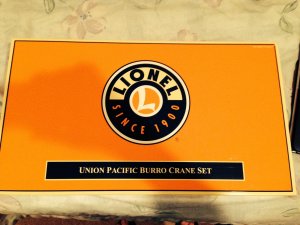 LIONEL
L
SINCE 1900
UNION PACIFIC BURRO CRANE SET